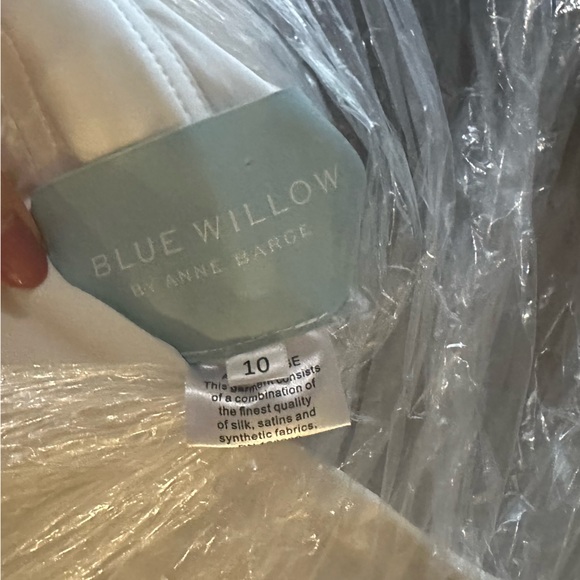 BLUE WILLOW
BY ANNE BARGE
10
This garment consists
of a combination of
the finest quality
of silk, satins and
synthetic fabrics.